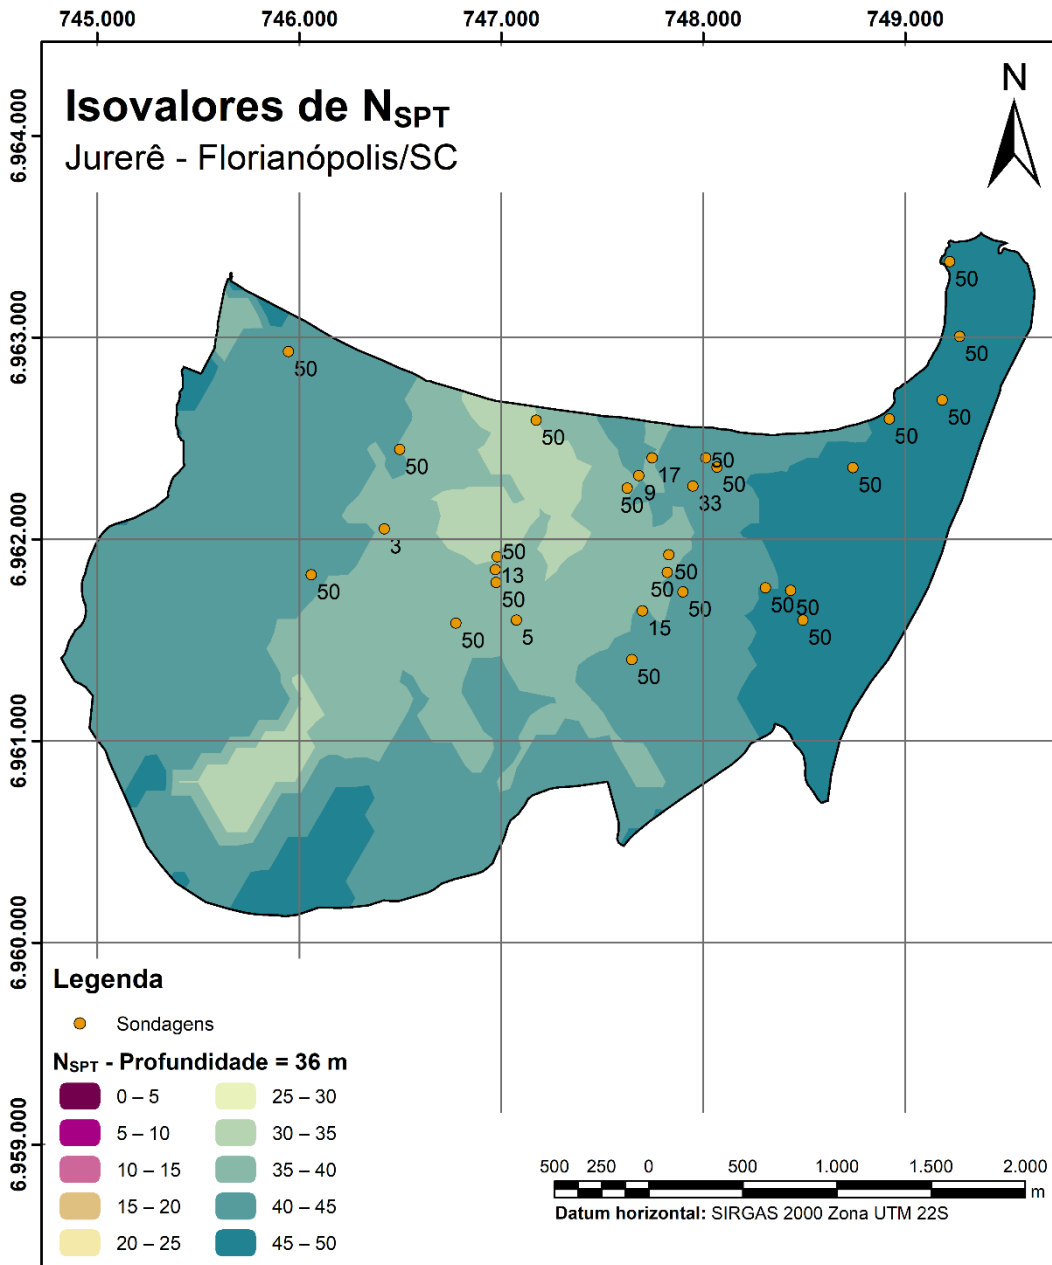 745.000 746.000 747.000 748.000 749.000
N
Isovalores de NSPT
Jurerê - Florianópolis/SC
6.964.000
6.963.000
6.962.000
6.961.000
6.960.000
6.959.000
50
50
50
50
50
50
50
50
17
50
9
50
50
33
3
50
13
50
50
50
50
50
50
50
50
50
5
15
50
50
Legenda
Sondagens
NSPT - Profundidade = 36 m
0 – 5
5 – 10
10 – 15
15 – 20
20 – 25
25 – 30
30 – 35
35 – 40
40 – 45
45 – 50
500 250 0 500 1.000 1.500 2.000
m
Datum horizontal: SIRGAS 2000 Zona UTM 22S